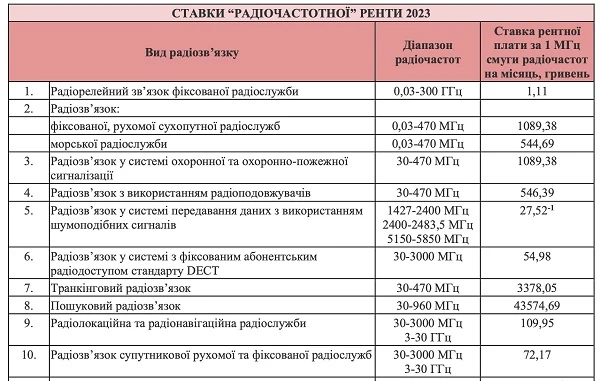 СТАВКИ “РАДІОЧАСТОТНОЇ” РЕНТИ 2023
Вид радіозв’язку
Діапазон
радіочастот
Ставка рентної
плати за 1 МГц
смуги радіочастот
на місяць, гривень
1. Радіорелейний зв’язок фіксованої радіослужби 0,03-300 ГГц 1,11
2. Радіозв’язок:
фіксованої, рухомої сухопутної радіослужб 0,03-470 МГц 1089,38
морської радіослужби 0,03-470 МГц 544,69
3. Радіозв’язок у системі охоронної та охоронно-пожежної 30-470 МГц 1089,38
сигналізації
4. Радіозв’язок з використанням радіоподовжувачів 30-470 МГц 546,39
5. Радіозв’язок у системі передавання даних з використанням 1427-2400 МГц 27,52-1
шумоподібних сигналів 2400-2483,5 МГц
5150-5850 МГц
6. Радіозв’язок у системі з фіксованим абонентським 30-3000 МГц 54,98
радіодоступом стандарту DECT
7. Транкінговий радіозв’язок 30-470 МГц 3378,05
8. Пошуковий радіозв’язок 30-960 МГц 43574,69
9. Радіолокаційна та радіонавігаційна радіослужби 30-3000 МГц 109,95
3-30 ГГц
10. Радіозв’язок супутникової рухомої та фіксованої радіослужб 30-3000 МГц 72,17
3-30 ГГц